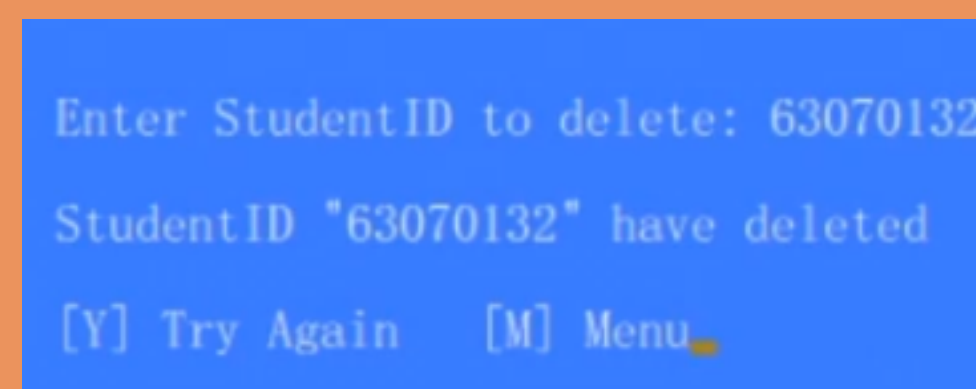 Enter StudentID to delete: 63070132
StudentID "63070132" have deleted
[Y] Try Again [M] Menu